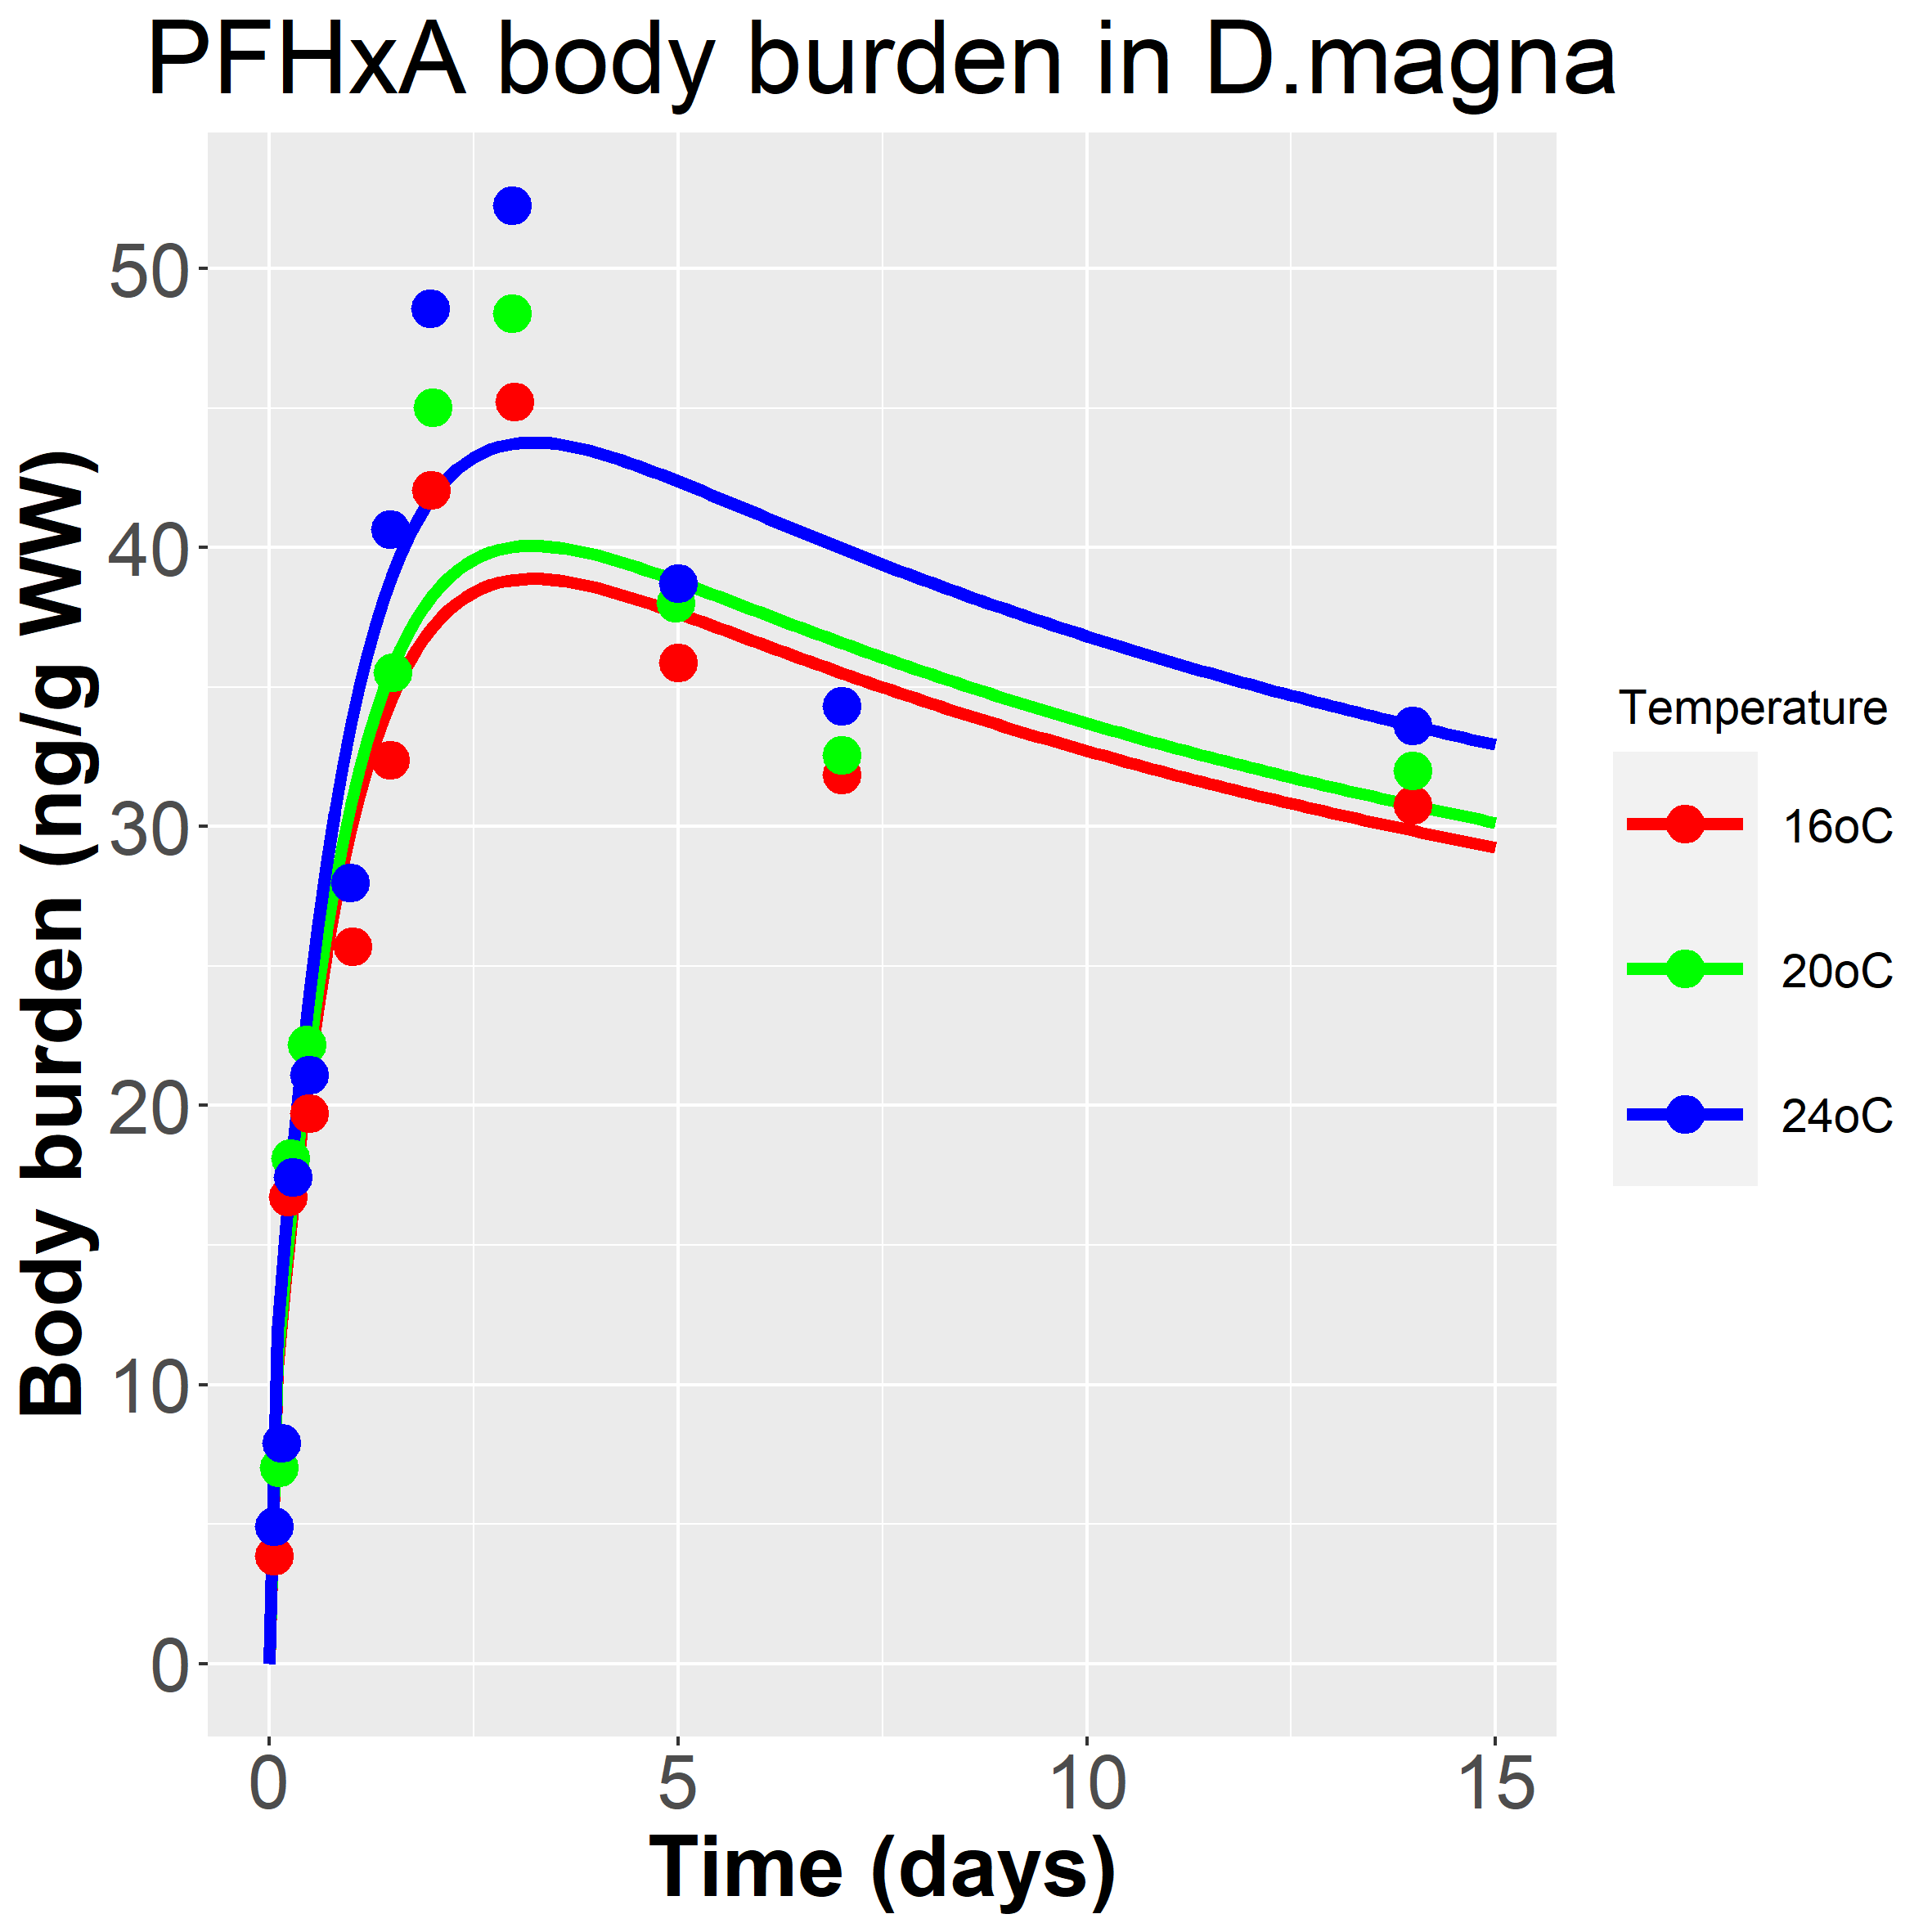 PFHxA body burden in D.magna
Body burden (ng/g WW)
50
40
30
20
10
0
0 5 10 15
Time (days)
Temperature
16oC
20oC
24oC